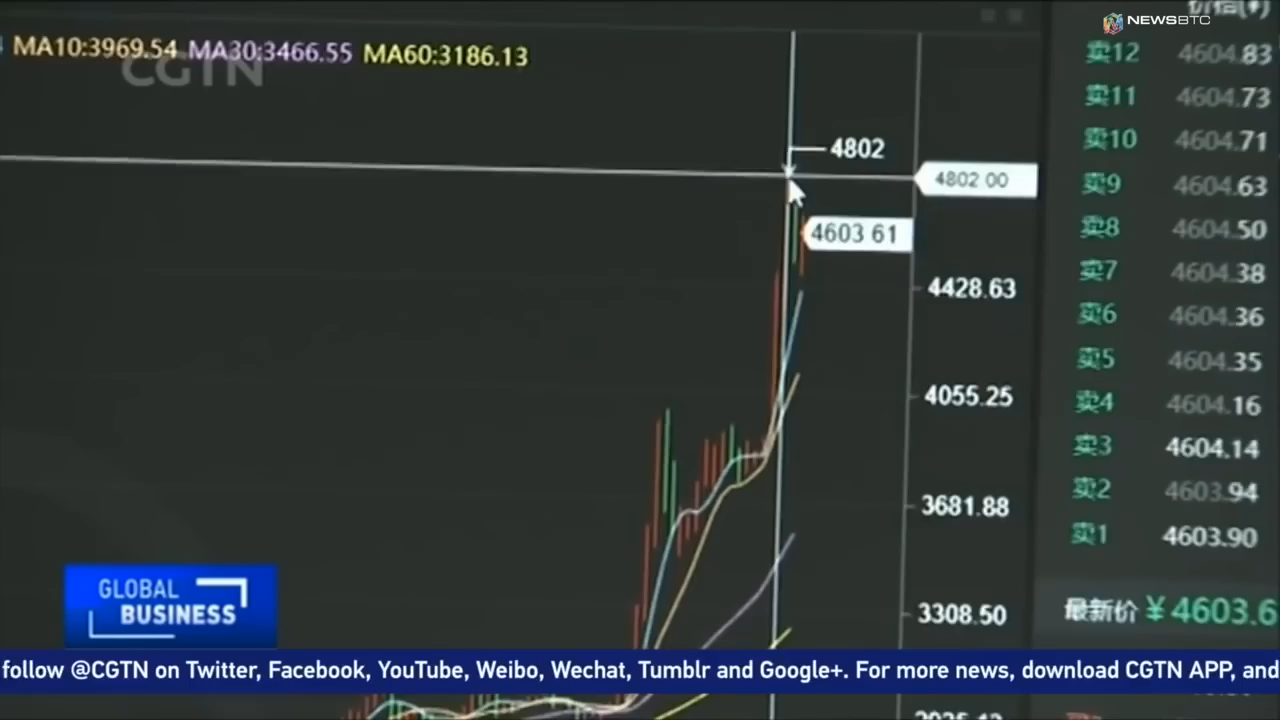 NEWSBTC
MA10:3969.54 MA30:3466.55 MA60:3186.13
CGTN
4802
4802 00
4603 61
4428.63
4055.25
3681.88
3308.50
卖12 4604.83
卖11 4604.73
卖10 4604.71
卖9 4604.63
卖8 4604.50
卖7 4604.38
卖6 4604.36
卖5 4604.35
卖4 4604.16
卖3 4604.14
卖2 4603.94
卖1 4603.90
最新价 ¥4603.6
GLOBAL
BUSINESS
follow @CGTN on Twitter, Facebook, YouTube, Weibo, Wechat, Tumblr and Google+. For more news, download CGTN APP, and